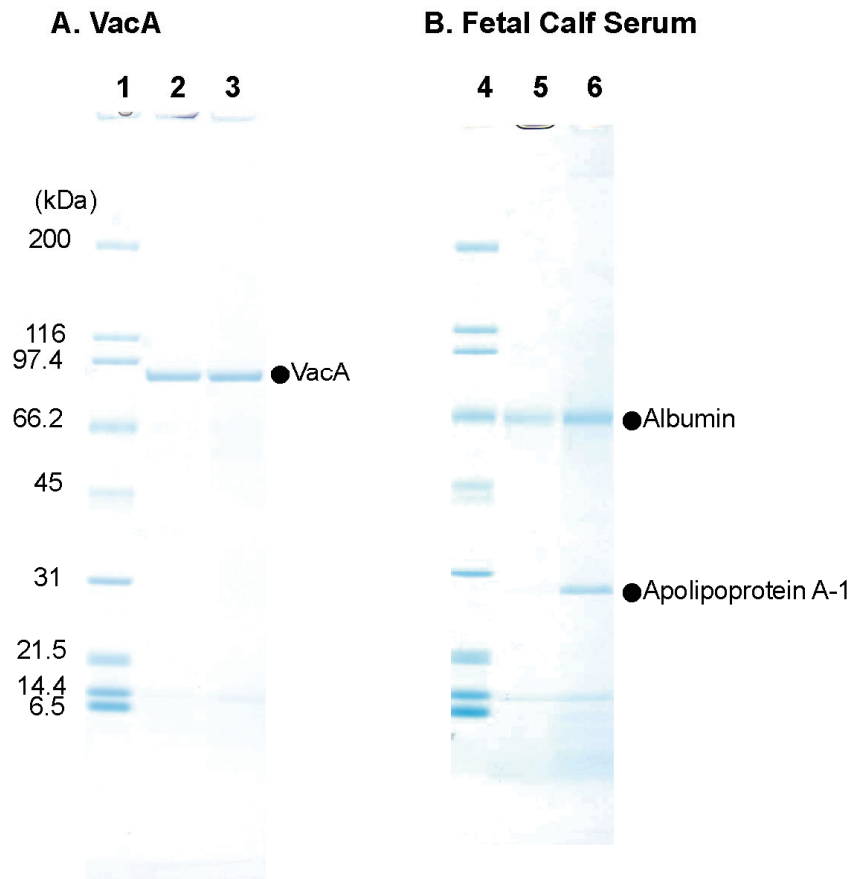 A. VacA
B. Fetal Calf Serum
1 2 3
4 5 6
(kDa)
200
116
97.4
66.2
45
31
21.5
14.4
6.5
VacA
Albumin
Apolipoprotein A-1